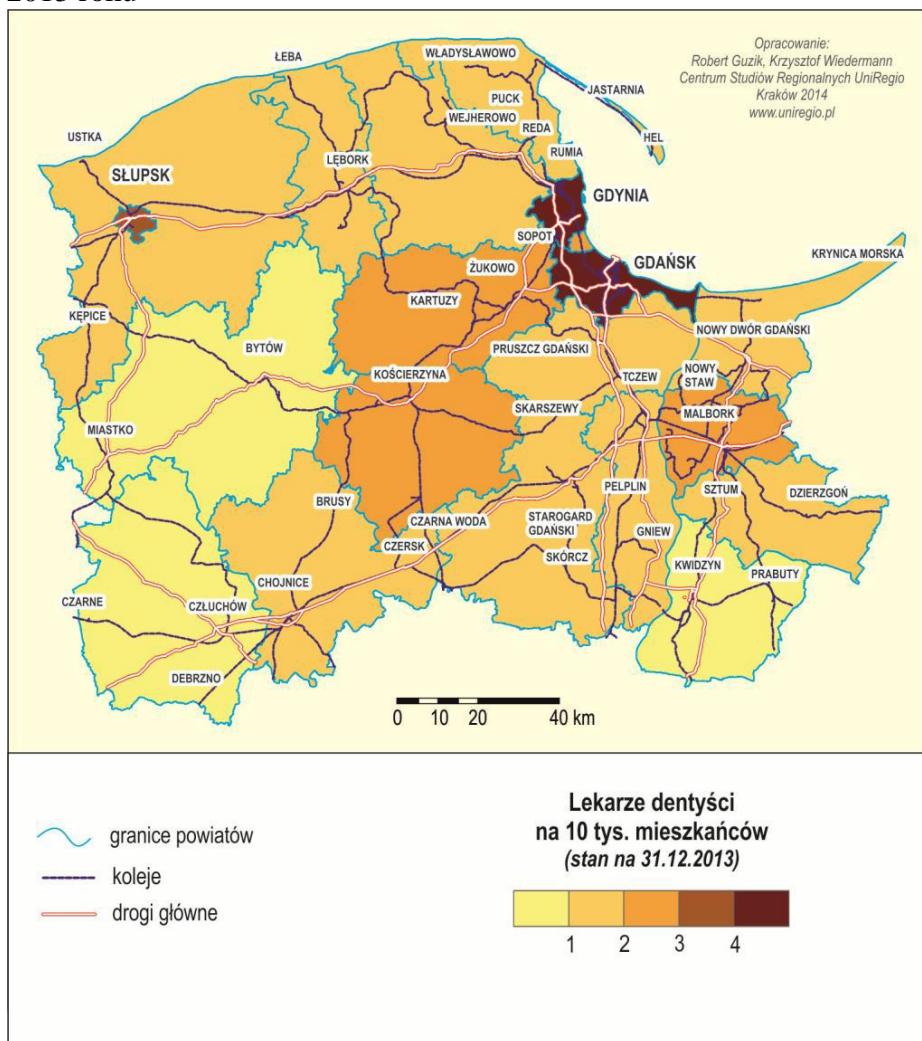 2013 roku
Opracowanie:
Robert Guzik, Krzysztof Wiedermann
Centrum Studiów Regionalnych UniRegio
Kraków 2014
www.uniregio.pl
ŁEBA
WŁADYSŁAWOWO
JASTARNIA
PUCK
WEJHEROWO
REDA
HEL
USTKA
LĘBORK
RUMIA
SŁUPSK
GDYNIA
SOPOT
GDAŃSK
KRYNICA MORSKA
ŻUKOWO
KARTUZY
KĘPICE
NOWY DWÓR GDAŃSKI
BYTÓW
PRUSZCZ GDAŃSKI
KOŚCIERZYNA
TCZEW
NOWY
STAW
SKARSZEWY
MALBORK
MIASTKO
PELPLIN
SZTUM
DZIERZGOŃ
BRUSY
CZARNA WODA
STAROGARD
GDAŃSKI
GNIEW
CZERSK
SKÓRCZ
KWIDZYN
PRABUTY
CHOJNICE
CZARNE
CZŁUCHÓW
DEBRZNO
0 10 20 40 km
granice powiatów
koleje
drogi główne
Lekarze dentyści
na 10 tys. mieszkańców
(stan na 31.12.2013)
1 2 3 4